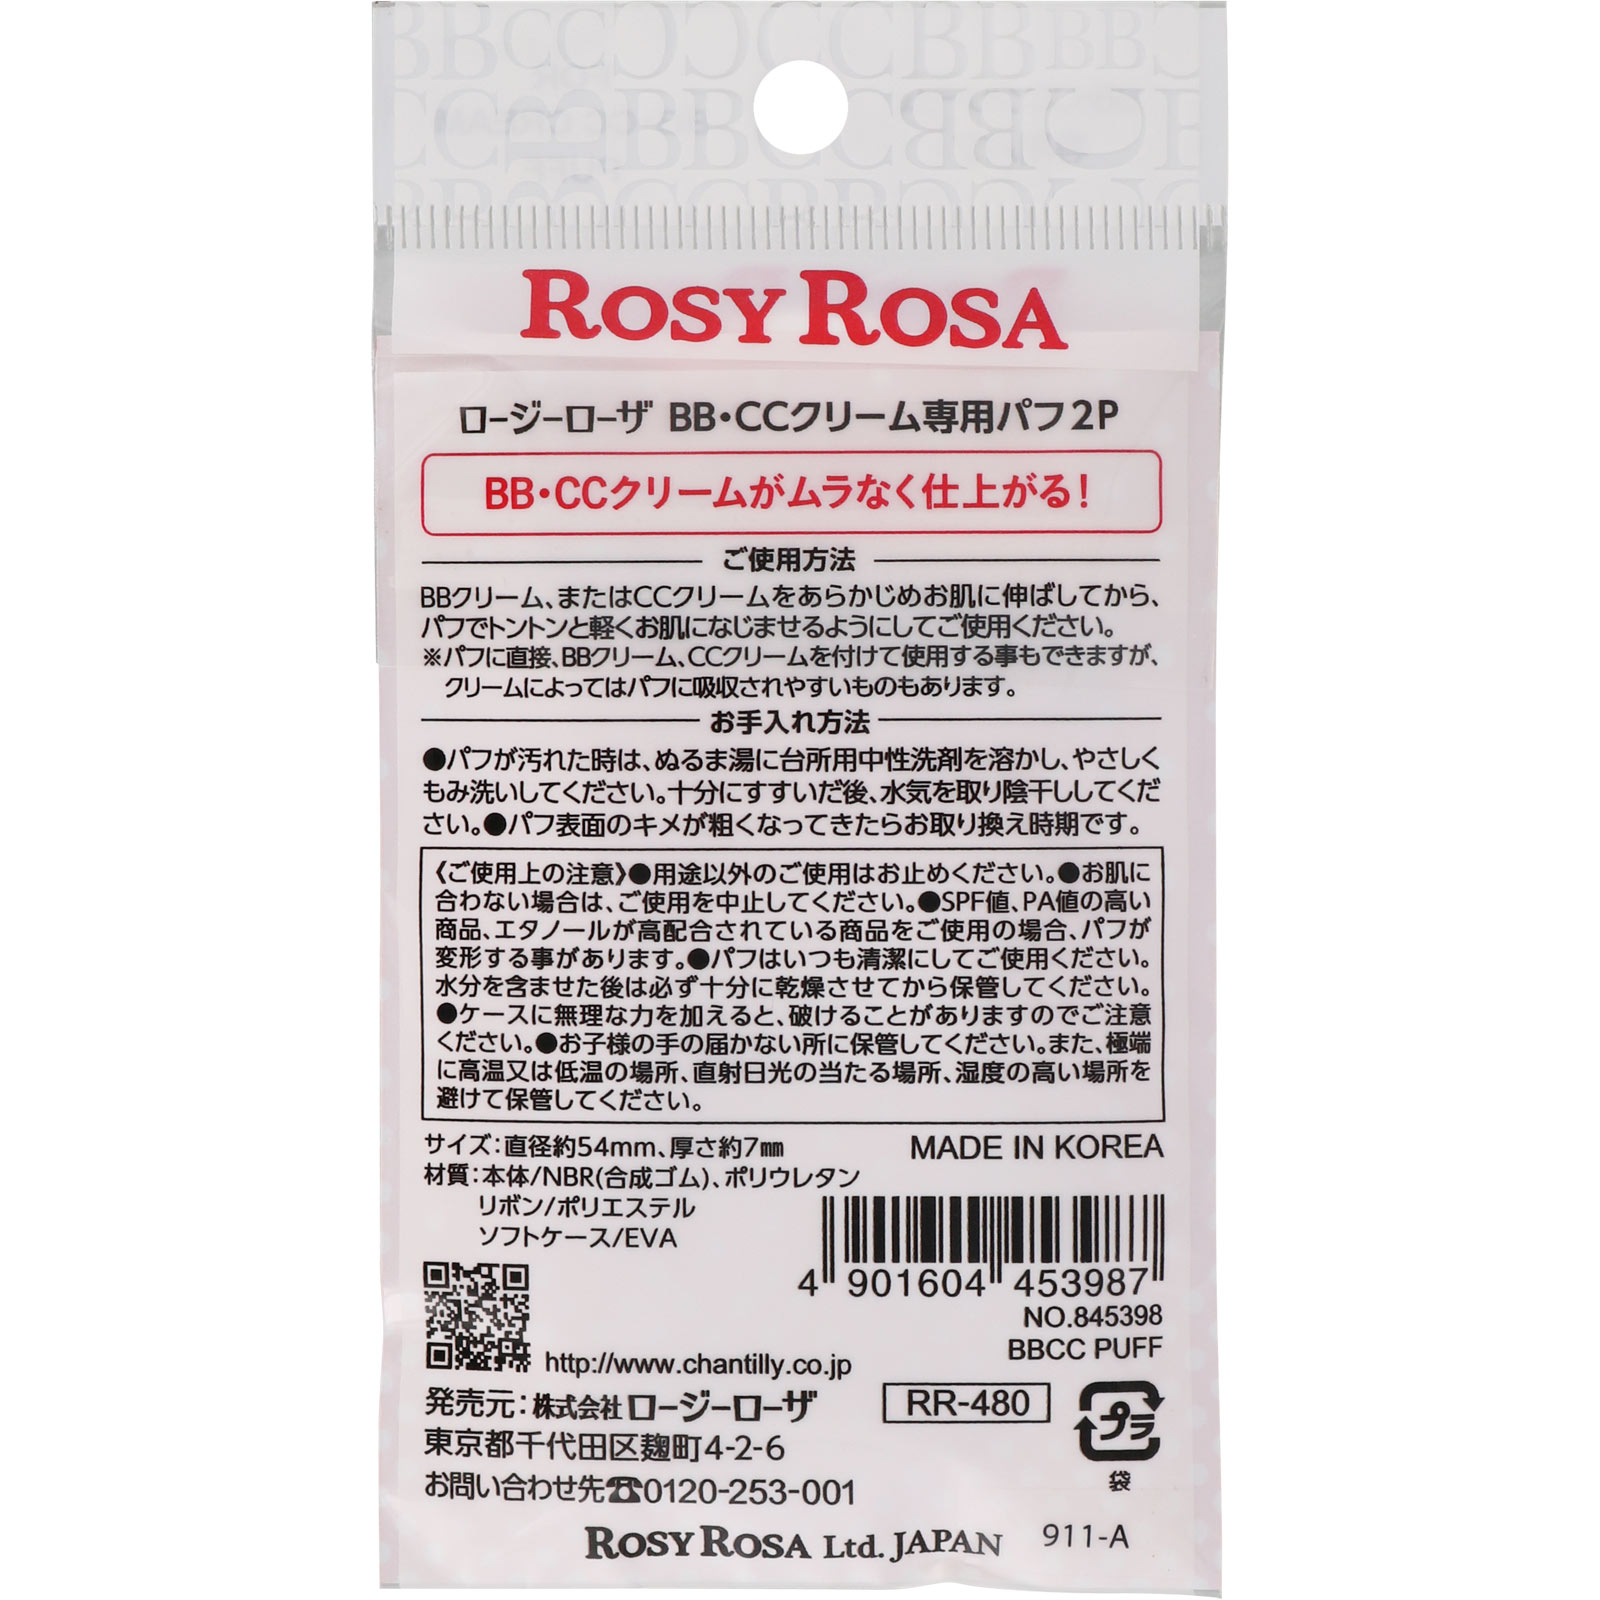 ROSY ROSA
ロージーローザ BB・CCクリーム専用パフ2P
BB・CCクリームがムラなく仕上がる!
ご使用方法
BBクリーム、またはCCクリームをあらかじめお肌に伸ばしてから、
パフでトントンと軽くお肌になじませるようにしてご使用ください。
※パフに直接、BBクリーム、CCクリームを付けて使用する事もできますが、
クリームによってはパフに吸収されやすいものもあります。
お手入れ方法
●パフが汚れた時は、ぬるま湯に台所用中性洗剤を溶かし、やさしく
もみ洗いしてください。十分にすすいだ後、水気を取り陰干ししてくだ
さい。●パフ表面のキメが粗くなってきたらお取り換え時期です。
《ご使用上の注意》●用途以外のご使用はお止めください。●お肌に
合わない場合は、ご使用を中止してください。●SPF値、PA値の高い
商品、エタノールが高配合されている商品をご使用の場合、パフが
変形する事があります。●パフはいつも清潔にしてご使用ください。
水分を含ませた後は必ず十分に乾燥させてから保管してください。
●ケースに無理な力を加えると、破けることがありますのでご注意
ください。●お子様の手の届かない所に保管してください。また、極端
に高温又は低温の場所、直射日光の当たる場所、湿度の高い場所を
避けて保管してください。
サイズ:直径約54mm、厚さ約7㎜
MADE IN KOREA
材質:本体/NBR(合成ゴム)、ポリウレタン
リボン/ポリエステル
ソフトケース/EVA
4 901604 453987
NO.845398
BBCC PUFF
http://www.chantilly.co.jp
発売元:株式会社ロージーローザ
RR-480
プラ
袋
東京都千代田区麹町4-2-6
お問い合わせ先☎0120-253-001
ROSY ROSA Ltd. JAPAN
911-A